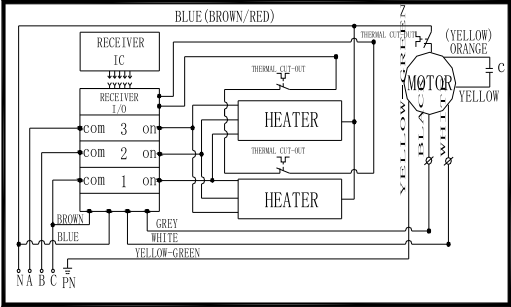 BLUE(BROWN/RED)
THERMAL CUT-OUT
(YELLOW)
ORANGE
RECEIVER
IC
THERMAL CUT-OUT
C
MOTOR
YELLOW
YELLOW-GREEN
BLACK
WHITE
RECEIVER
I/O
com 3 on
HEATER
com 2 on
THERMAL CUT-OUT
com 1 on
HEATER
BROWN
GREY
BLUE
WHITE
YELLOW-GREEN
N A B C PN